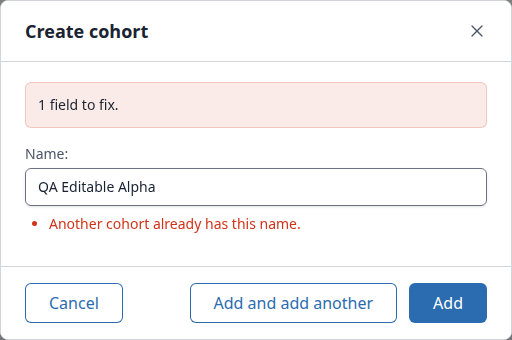 Create cohort
1 field to fix.
Name:
QA Editable Alpha
Another cohort already has this name.
Cancel
Add and add another
Add